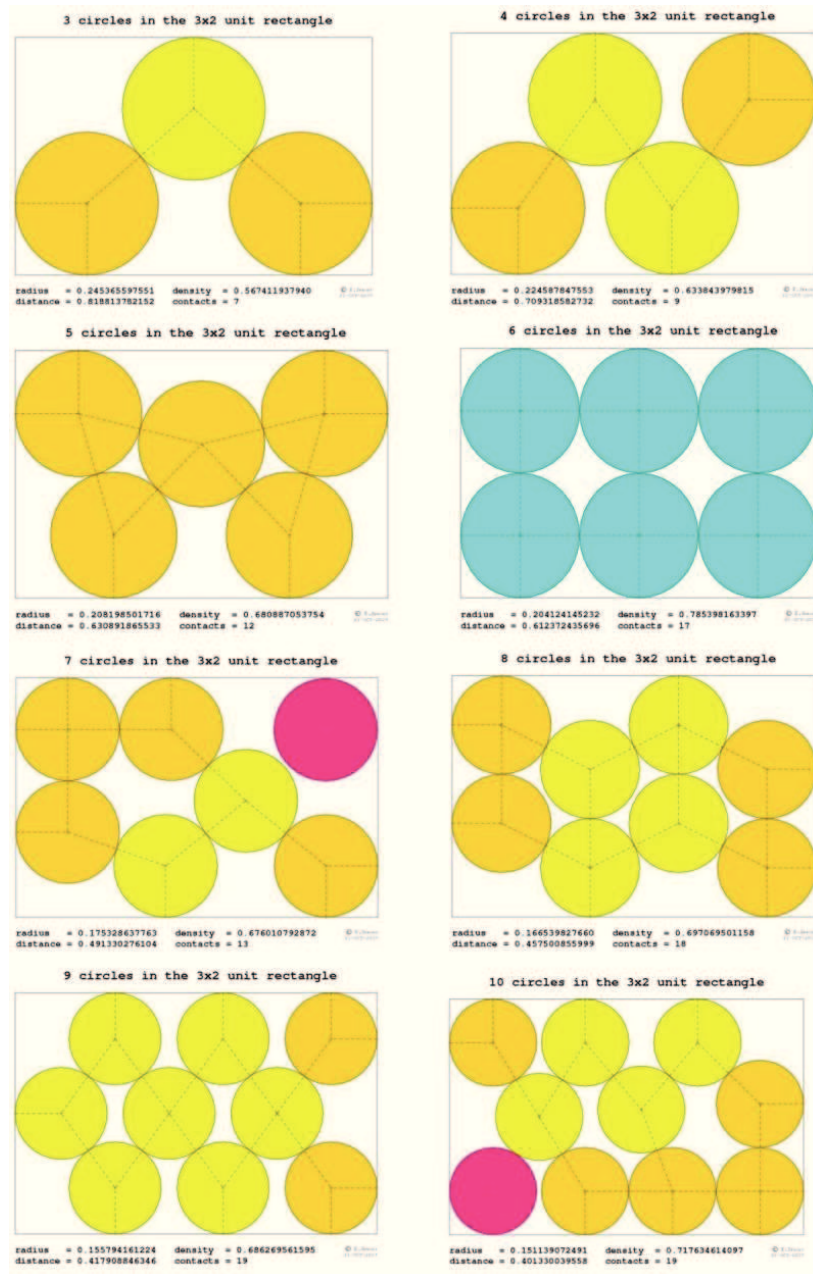 3 circles in the 3x2 unit rectangle
radius = 0.245365597551 density = 0.567411937940
distance = 0.818813782152 contacts = 7
4 circles in the 3x2 unit rectangle
radius = 0.224587847553 density = 0.633843979815
distance = 0.709318582732 contacts = 9
5 circles in the 3x2 unit rectangle
radius = 0.208198501716 density = 0.680887053754
distance = 0.630891865533 contacts = 12
6 circles in the 3x2 unit rectangle
radius = 0.204124145232 density = 0.785398163397
distance = 0.612372435696 contacts = 17
7 circles in the 3x2 unit rectangle
radius = 0.175328637763 density = 0.676010792872
distance = 0.491330276104 contacts = 13
8 circles in the 3x2 unit rectangle
radius = 0.166539827660 density = 0.697069501158
distance = 0.457500855999 contacts = 18
9 circles in the 3x2 unit rectangle
radius = 0.155794161224 density = 0.686269561595
distance = 0.417908846346 contacts = 19
10 circles in the 3x2 unit rectangle
radius = 0.151139072491 density = 0.717634614097
distance = 0.401330039558 contacts = 19